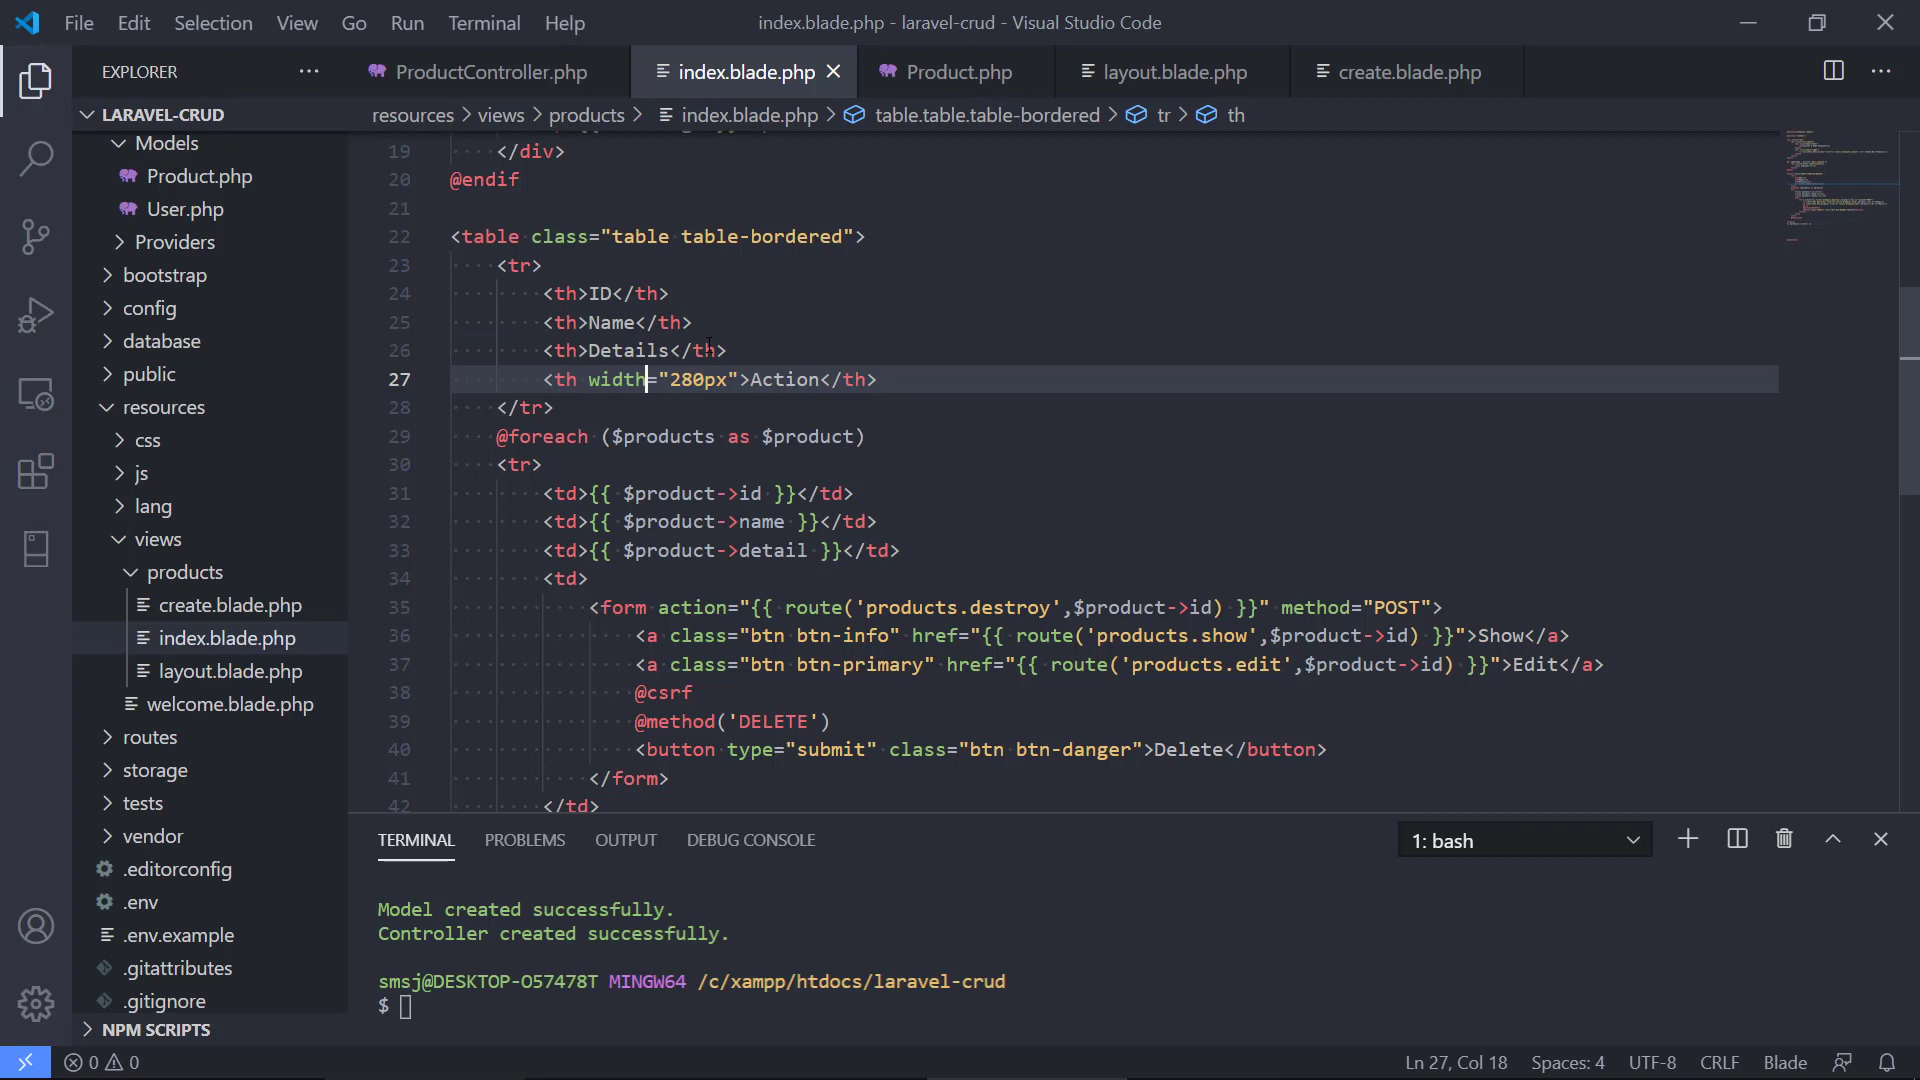 File Edit Selection View Go Run Terminal Help index.blade.php - laravel-crud - Visual Studio Code
EXPLORER
ProductController.php index.blade.php Product.php layout.blade.php create.blade.php
LARAVEL-CRUD
resources > views > products > index.blade.php > table.table.table-bordered > tr > th
Models
Product.php
User.php
Providers
bootstrap
config
database
public
resources
css
js
lang
views
products
create.blade.php
index.blade.php
layout.blade.php
welcome.blade.php
routes
storage
tests
vendor
.editorconfig
.env
.env.example
.gitattributes
.gitignore
NPM SCRIPTS
19 </div>
20 @endif
21
22 <table class="table table-bordered">
23 <tr>
24 <th>ID</th>
25 <th>Name</th>
26 <th>Details</th>
27 <th width="280px">Action</th>
28 </tr>
29 @foreach ($products as $product)
30 <tr>
31 <td>{{ $product->id }}</td>
32 <td>{{ $product->name }}</td>
33 <td>{{ $product->detail }}</td>
34 <td>
35 <form action="{{ route('products.destroy',$product->id) }}" method="POST">
36 <a class="btn btn-info" href="{{ route('products.show',$product->id) }}">Show</a>
37 <a class="btn btn-primary" href="{{ route('products.edit',$product->id) }}">Edit</a>
38 @csrf
39 @method('DELETE')
40 <button type="submit" class="btn btn-danger">Delete</button>
41 </form>
42 </td>
TERMINAL PROBLEMS OUTPUT DEBUG CONSOLE 1: bash
Model created successfully.
Controller created successfully.
smsj@DESKTOP-O57478T MINGW64 /c/xampp/htdocs/laravel-crud
$
0 0 Ln 27, Col 18 Spaces: 4 UTF-8 CRLF Blade